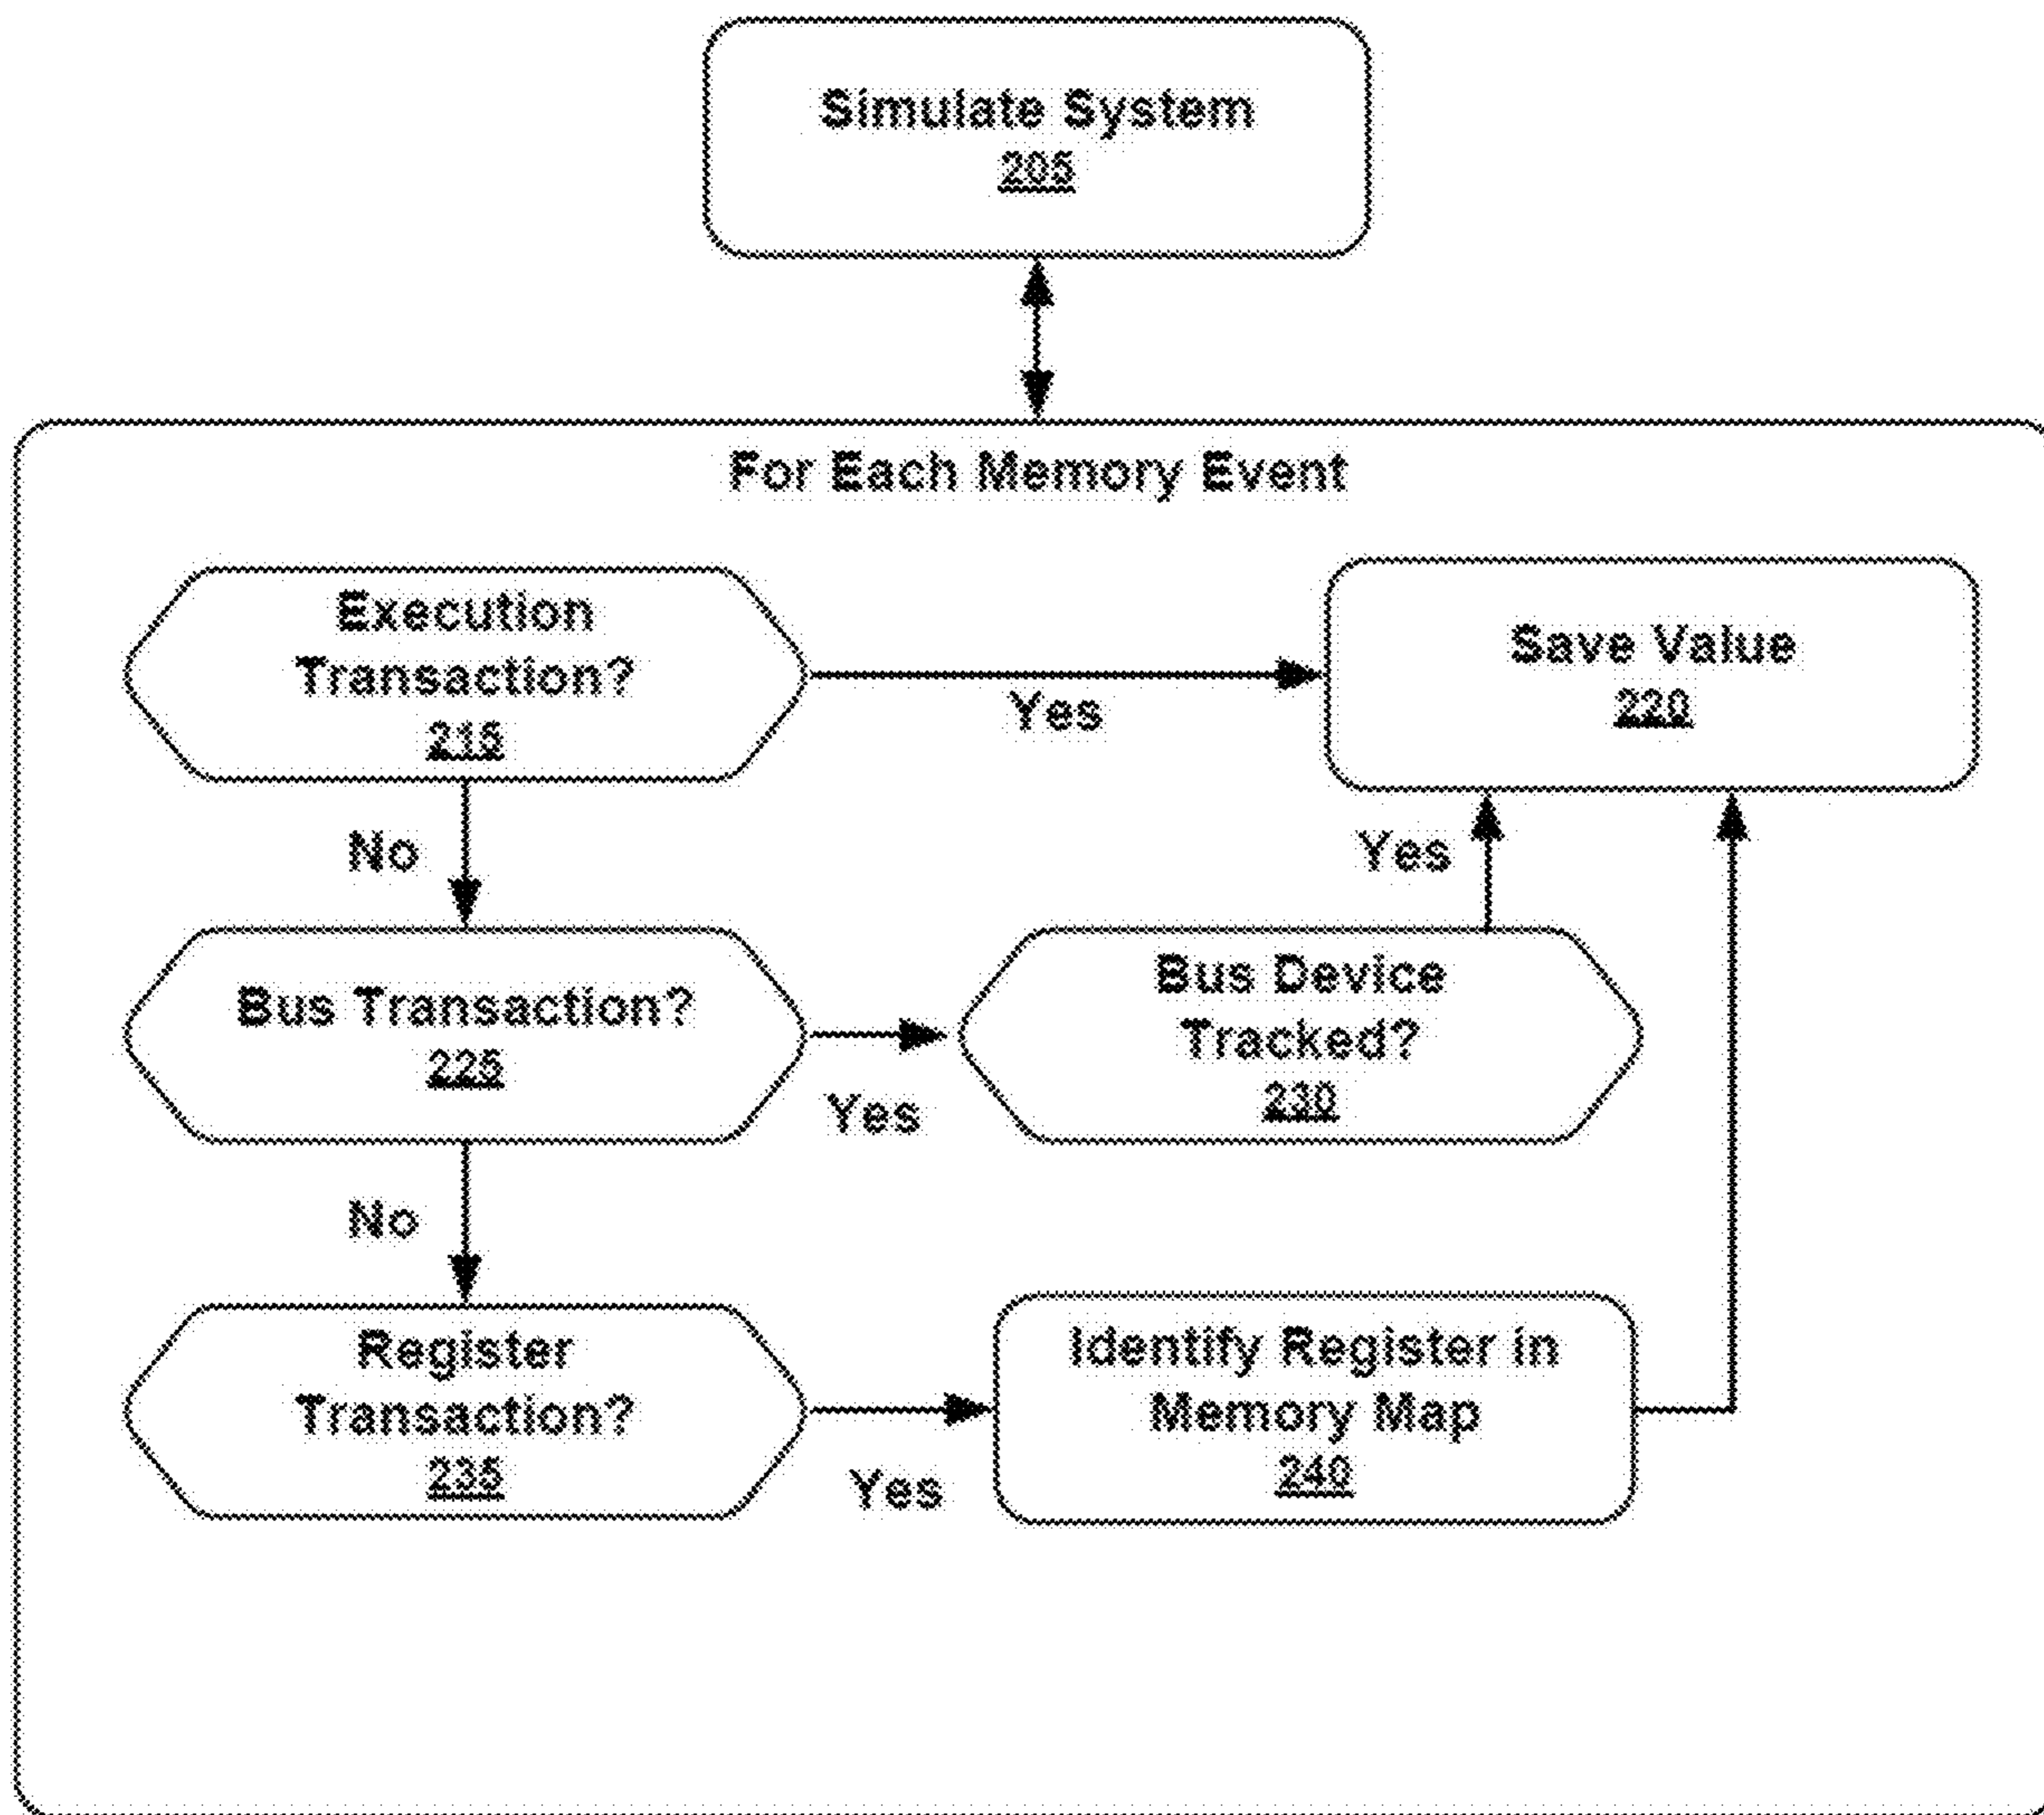 Simulate System
205
For Each Memory Event
Execution
Transaction?
215
Yes
Save Value
220
No
Yes
Bus Transaction?
225
Yes
Bus Device
Tracked?
230
No
Register
Transaction?
235
Yes
Identify Register in
Memory Map
240